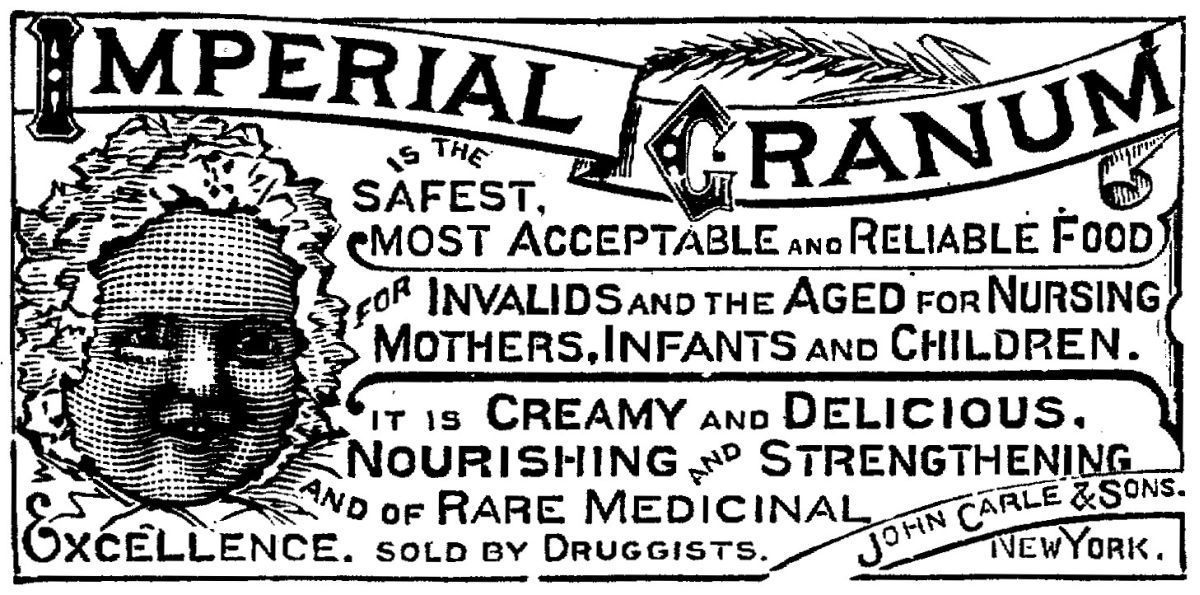 IMPERIAL GRANUM
IS THE
SAFEST,
MOST ACCEPTABLE AND RELIABLE FOOD
FOR INVALIDS AND THE AGED FOR NURSING
MOTHERS, INFANTS AND CHILDREN.
IT IS CREAMY AND DELICIOUS.
NOURISHING AND STRENGTHENING
AND OF RARE MEDICINAL
EXCELLENCE. SOLD BY DRUGGISTS.
JOHN CARLE & SONS.
NEW YORK.